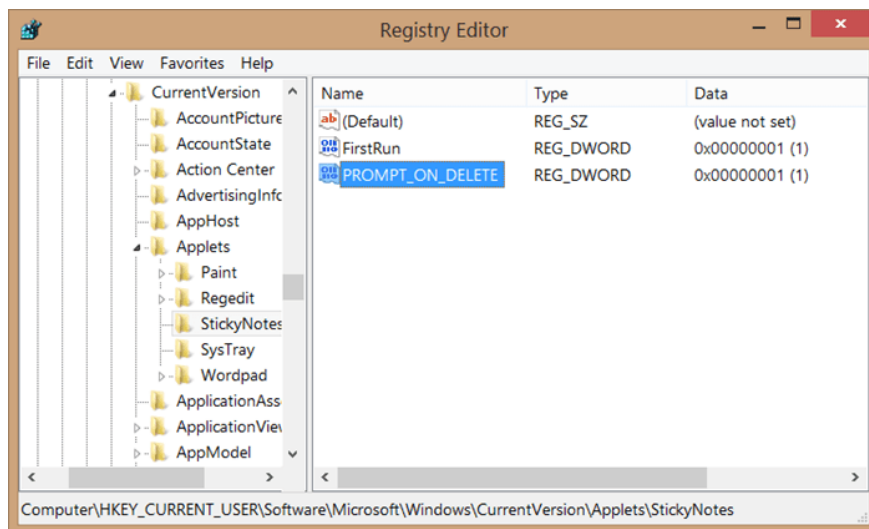 Registry Editor
File Edit View Favorites Help
CurrentVersion
AccountPicture
AccountState
Action Center
AdvertisingInfo
AppHost
Applets
Paint
Regedit
StickyNotes
SysTray
Wordpad
ApplicationAss
ApplicationView
AppModel
Name Type Data
(Default) REG_SZ (value not set)
FirstRun REG_DWORD 0x00000001 (1)
PROMPT_ON_DELETE REG_DWORD 0x00000001 (1)
Computer\HKEY_CURRENT_USER\Software\Microsoft\Windows\CurrentVersion\Applets\StickyNotes